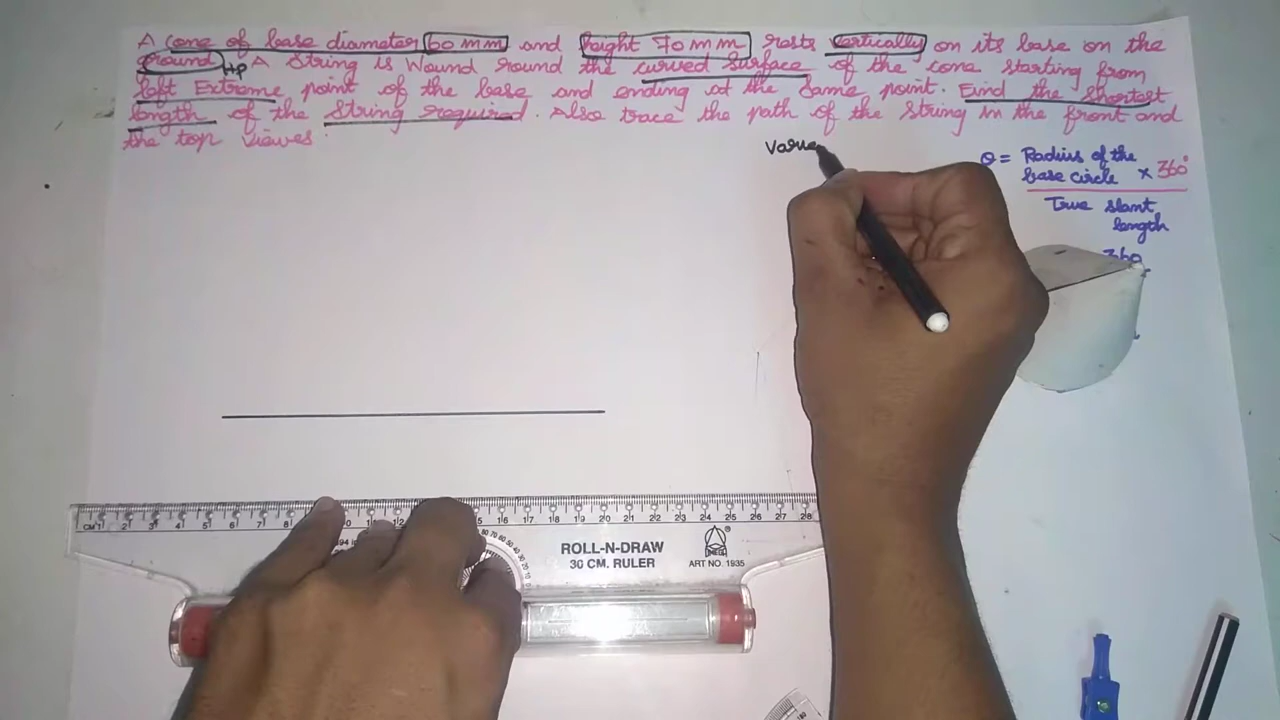 A cone of base diameter 60 mm and height 70 mm rests vertically on its base on the
ground HP A String is Wound round the curved surface of the cone starting from
left Extreme point of the base and ending at the Same point. Find the shortest
length of the String required. Also trace the path of the String in the front and
the top Views.
Varie
θ = Radius of the base circle × 360°
True slant
length
360
ROLL-N-DRAW
30 CM. RULER
ART NO. 1935